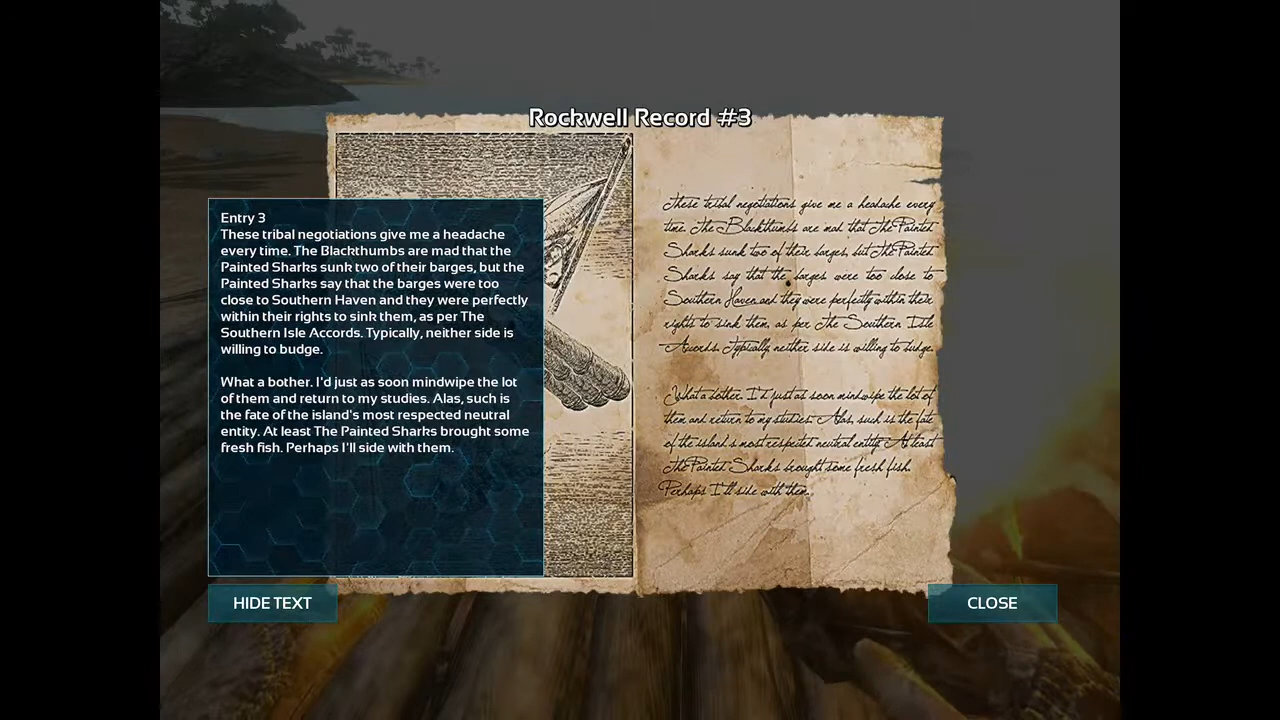 Rockwell Record #3
Entry 3
These tribal negotiations give me a headache
every time. The Blackthumbs are mad that the
Painted Sharks sunk two of their barges, but the
Painted Sharks say that the barges were too
close to Southern Haven and they were perfectly
within their rights to sink them, as per The
Southern Isle Accords. Typically, neither side is
willing to budge.
What a bother. I'd just as soon mindwipe the lot
of them and return to my studies. Alas, such is
the fate of the island's most respected neutral
entity. At least The Painted Sharks brought some
fresh fish. Perhaps I'll side with them.
These tribal negotiations give me a headache every
time. The Blackthumbs are mad that The Painted
Sharks sunk two of their barges, but The Painted
Sharks say that the barges were too close to
Southern Haven and they were perfectly within their
rights to sink them, as per The Southern Isle
Accords. Typically, neither side is willing to budge.
What a bother. I'd just as soon mindwipe the lot of
them and return to my studies. Alas, such is the fate
of the island's most respected neutral entity. At least
The Painted Sharks brought some fresh fish.
Perhaps I'll side with them.
HIDE TEXT
CLOSE